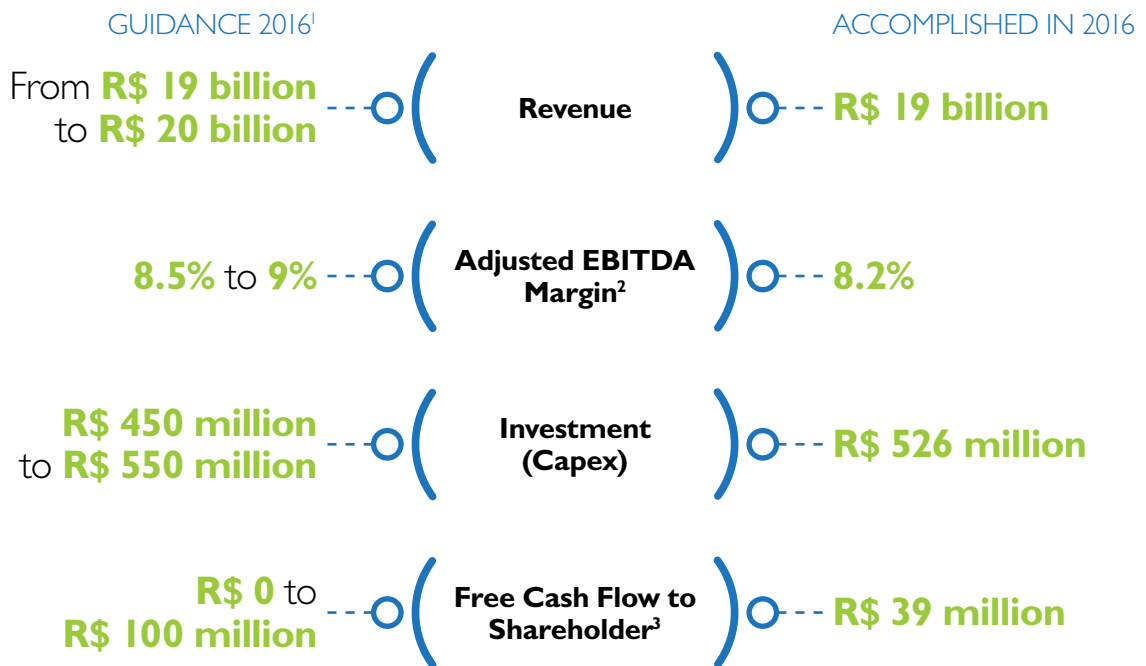 GUIDANCE 2016¹
ACCOMPLISHED IN 2016
From R$ 19 billion
to R$ 20 billion
Revenue
R$ 19 billion
8.5% to 9%
Adjusted EBITDA
Margin²
8.2%
R$ 450 million
to R$ 550 million
Investment
(Capex)
R$ 526 million
R$ 0 to
R$ 100 million
Free Cash Flow to
Shareholder³
R$ 39 million